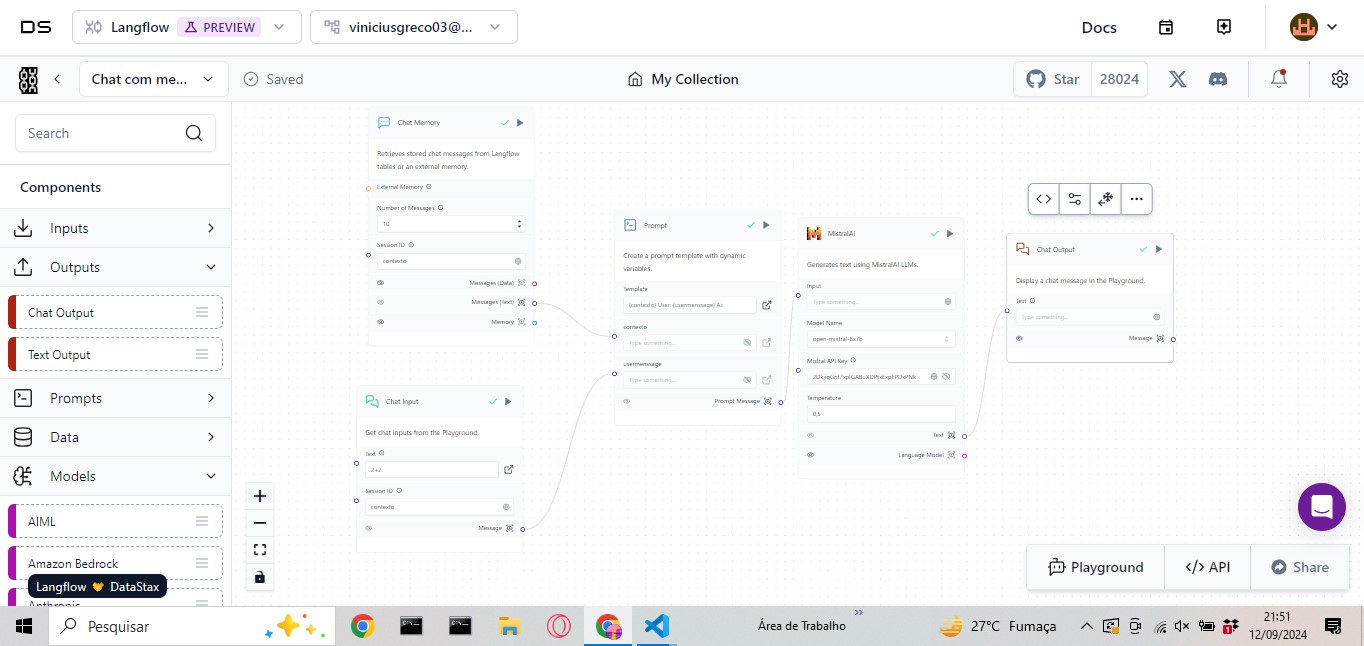 DS
Langflow PREVIEW
viniciusgreco03@...
Docs
Chat com me...
Saved
My Collection
Star 28024
Search
Components
Inputs
Outputs
Chat Output
Text Output
Prompts
Data
Models
AIML
Amazon Bedrock
Anthropic
Langflow DataStax
Chat Memory
Retrieves stored chat messages from Langflow
tables or an external memory.
External Memory
Number of Messages
10
Session ID
contexto
Messages (Data)
Messages (Text)
Memory
Chat Input
Get chat inputs from the Playground.
Text
2+2
Session ID
contexto
Message
Prompt
Create a prompt template with dynamic
variables.
Template
{contexto} User: {usermenssage} A:
contexto
Type something...
usermenssage
Type something...
Prompt Message
MistralAI
Generates text using MistralAI LLMs.
Input
Type something...
Model Name
open-mixtral-8x7b
Mistral API Key
Temperature
0,5
Text
Language Model
Chat Output
Display a chat message in the Playground.
Text
Type something...
Message
Playground
API
Share
Pesquisar
Área de Trabalho
27°C Fumaça
1
21:51
12/09/2024